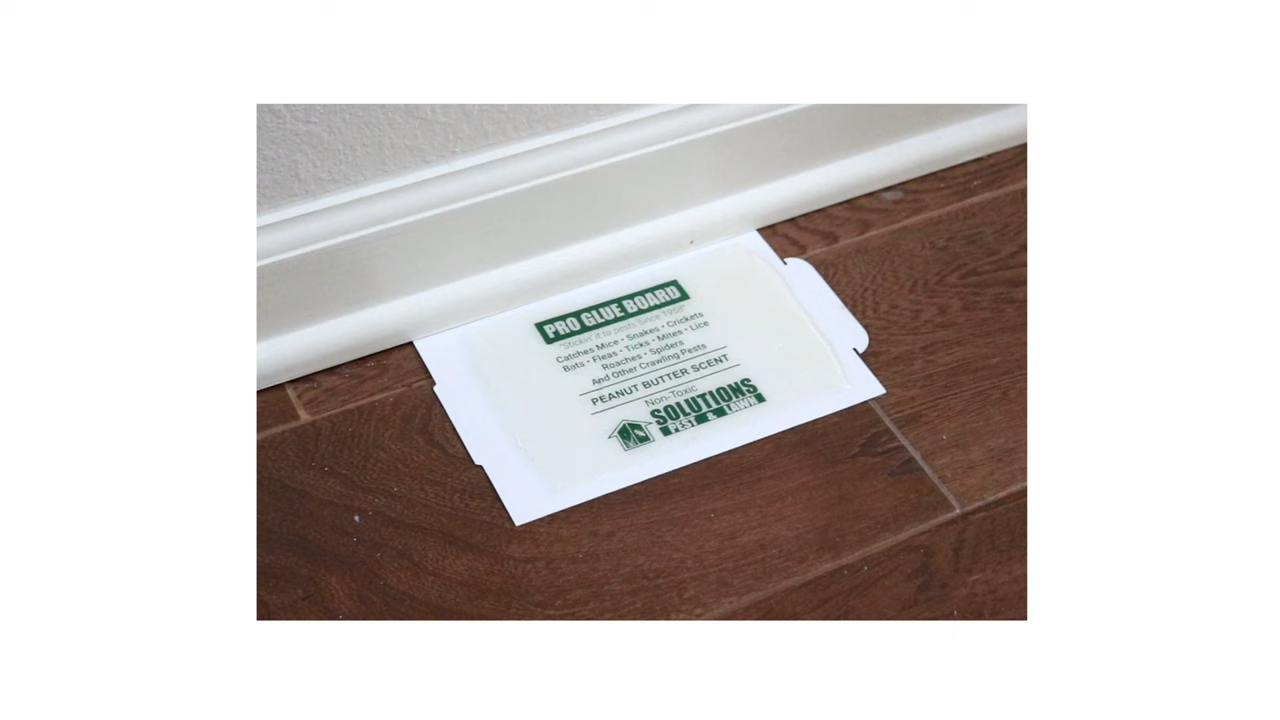 PRO GLUE BOARD
"Stickin' it to pests Since 1958"
Catches Mice • Snakes • Crickets
Bats • Fleas • Ticks • Mites • Lice
Roaches • Spiders
And Other Crawling Pests
PEANUT BUTTER SCENT
Non-Toxic
SOLUTIONS
PEST & LAWN